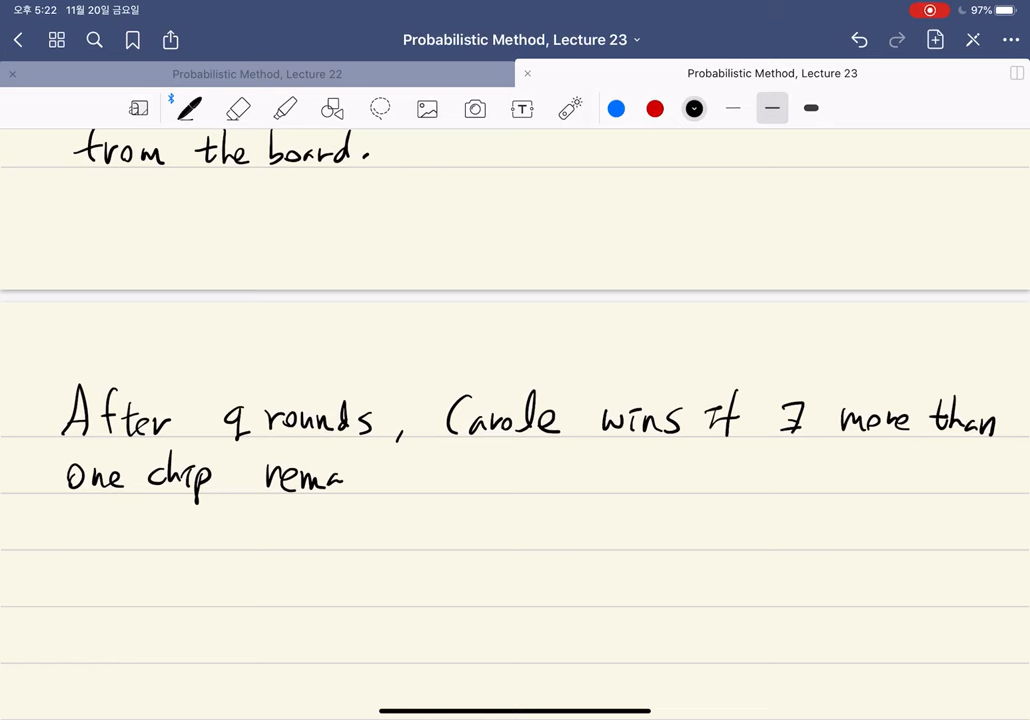 오후 5:22 11월 20일 금요일 97%
Probabilistic Method, Lecture 23
Probabilistic Method, Lecture 22
Probabilistic Method, Lecture 23
from the board.
After q rounds, Carole wins if ∃ more than
one chip rema